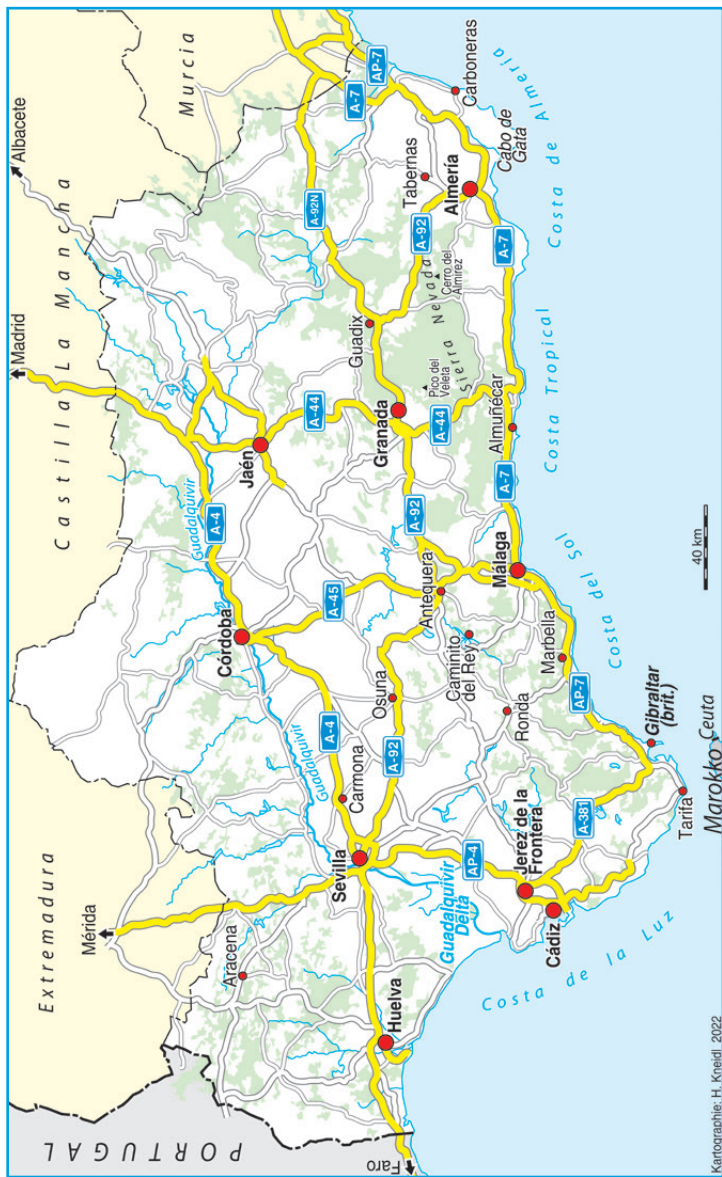 PORTUGAL
Extremadura
Castilla La Mancha
Murcia
Mérida
Madrid
Albacete
Faro
Aracena
Huelva
Sevilla
Carmona
Córdoba
Guadalquivir
Guadalquivir
Guadalquivir
Delta
Jaén
Osuna
Antequera
Caminito
del Rey
Ronda
Marbella
Málaga
Granada
Guadix
Pico del
Veleta
Sierra Nevada
Cerro del
Almirez
Almuñécar
Tabernas
Almería
Carboneras
Cabo de
Gata
Jerez de la
Frontera
Cádiz
Gibraltar
(brit.)
Tarifa
Ceuta
Marokko
Costa de la Luz
Costa del Sol
Costa Tropical
Costa de Almería
A-4
A-4
A-45
A-44
A-44
A-92
A-92
A-92
A-92N
A-7
A-7
A-7
AP-7
AP-7
AP-4
A-381
40 km
Kartographie: H. Kneidl 2022